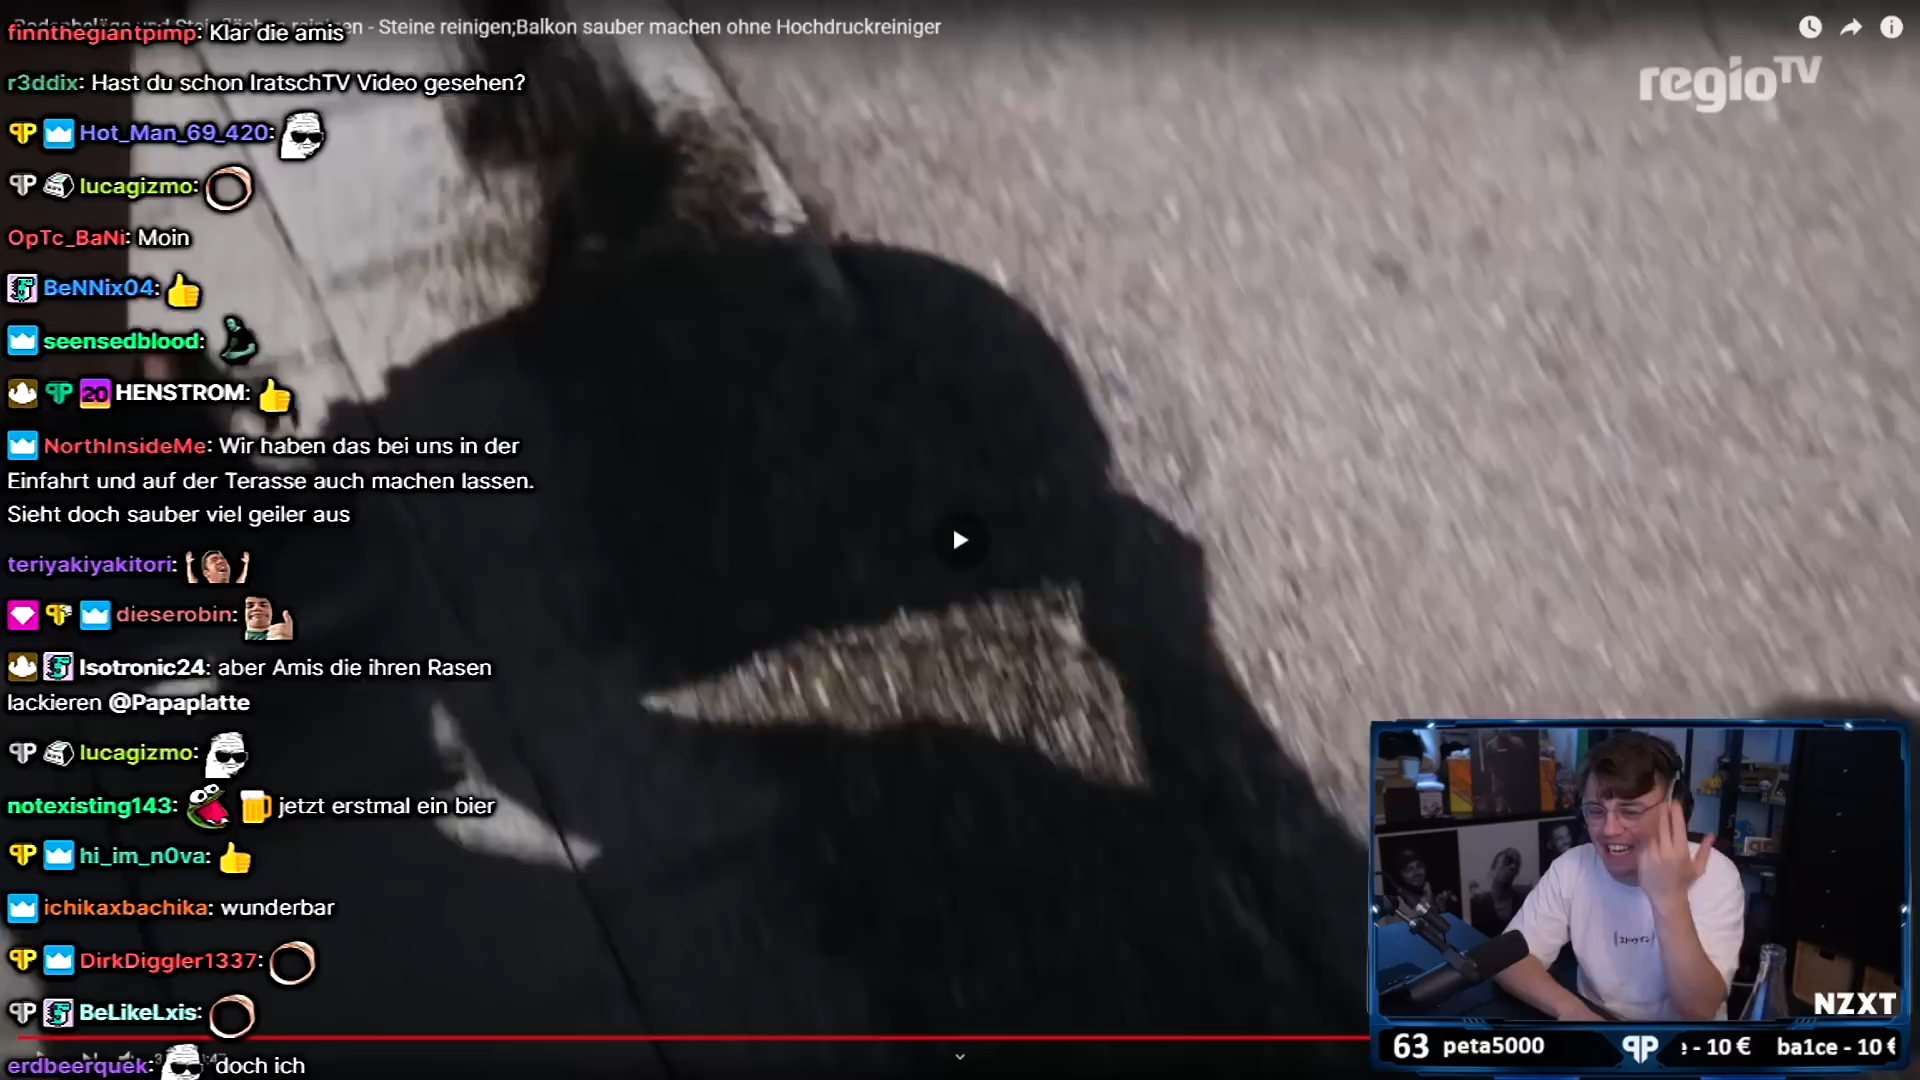 en - Steine reinigen;Balkon sauber machen ohne Hochdruckreiniger
regioTV
finnthegiantpimp: Klar die amis
r3ddix: Hast du schon IratschTV Video gesehen?
Hot_Man_69_420:
lucagizmo:
OpTc_BaNi: Moin
BeNNix04:
seensedblood:
20 HENSTROM:
NorthInsideMe: Wir haben das bei uns in der
Einfahrt und auf der Terasse auch machen lassen.
Sieht doch sauber viel geiler aus
teriyakiyakitori:
dieserobin:
Isotronic24: aber Amis die ihren Rasen
lackieren @Papaplatte
lucagizmo:
notexisting143: jetzt erstmal ein bier
hi_im_n0va:
ichikaxbachika: wunderbar
DirkDiggler1337:
BeLikeLxis:
erdbeerquek: doch ich
NZXT
63 peta5000 PP - 10 € ba1ce - 10 €